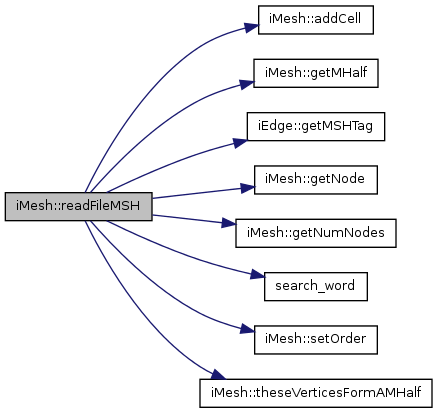 iMesh::addCell
iMesh::getMHalf
iEdge::getMSHTag
iMesh::readFileMSH
iMesh::getNode
iMesh::getNumNodes
search_word
iMesh::setOrder
iMesh::theseVerticesFormAMHalf